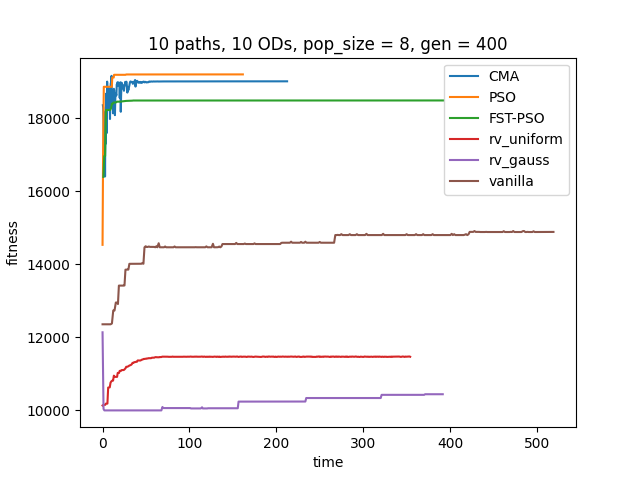 10 paths, 10 ODs, pop_size = 8, gen = 400
CMA
PSO
FST-PSO
rv_uniform
rv_gauss
vanilla
18000
16000
14000
12000
10000
fitness
0 100 200 300 400 500
time